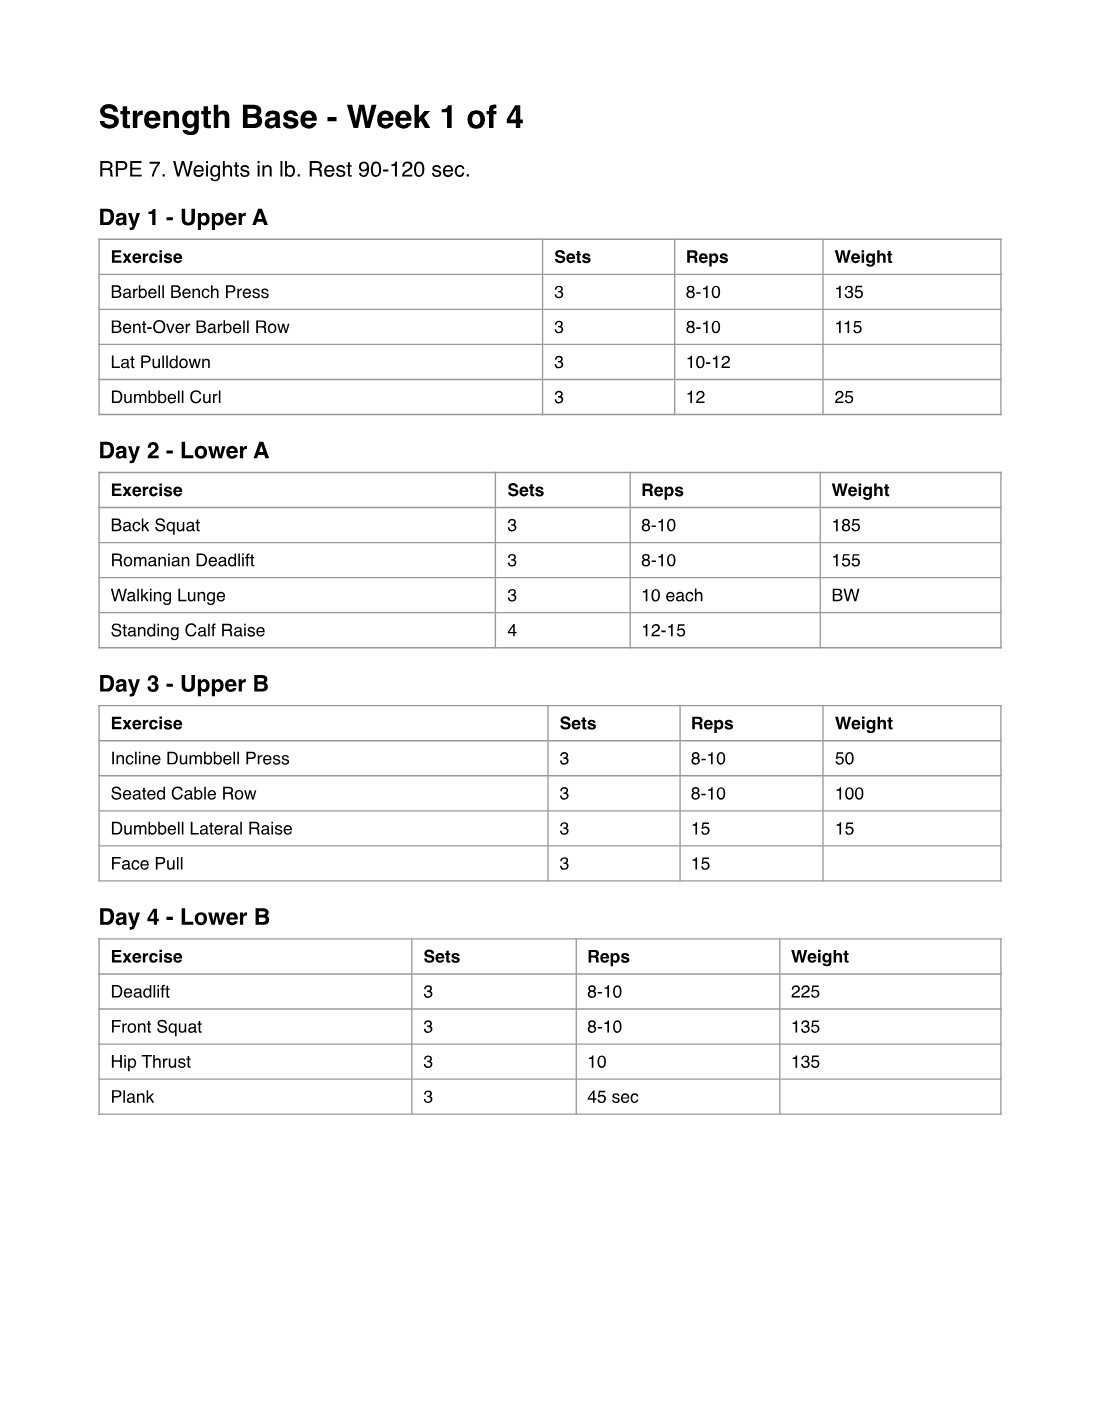 Strength Base - Week 1 of 4
RPE 7. Weights in lb. Rest 90-120 sec.
Day 1 - Upper A
Exercise Sets Reps Weight
Barbell Bench Press 3 8-10 135
Bent-Over Barbell Row 3 8-10 115
Lat Pulldown 3 10-12
Dumbbell Curl 3 12 25
Day 2 - Lower A
Exercise Sets Reps Weight
Back Squat 3 8-10 185
Romanian Deadlift 3 8-10 155
Walking Lunge 3 10 each BW
Standing Calf Raise 4 12-15
Day 3 - Upper B
Exercise Sets Reps Weight
Incline Dumbbell Press 3 8-10 50
Seated Cable Row 3 8-10 100
Dumbbell Lateral Raise 3 15 15
Face Pull 3 15
Day 4 - Lower B
Exercise Sets Reps Weight
Deadlift 3 8-10 225
Front Squat 3 8-10 135
Hip Thrust 3 10 135
Plank 3 45 sec